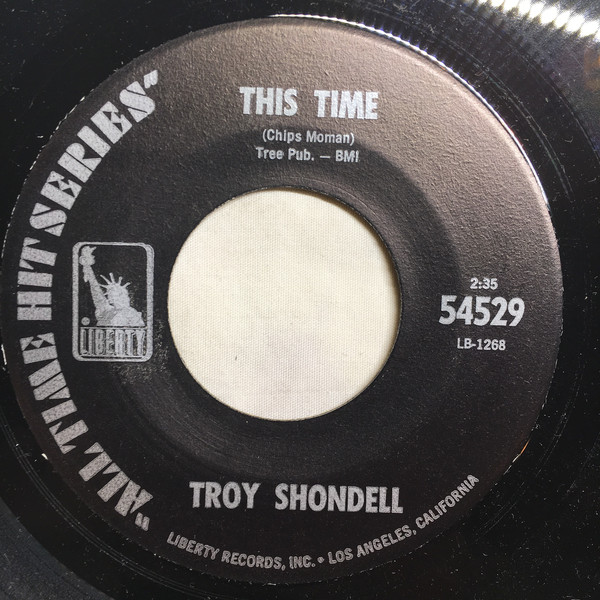 THIS TIME
(Chips Moman)
Tree Pub. — BMI
"ALL TIME HIT SERIES"
LIBERTY
2:35
54529
LB-1268
TROY SHONDELL
LIBERTY RECORDS, INC. • LOS ANGELES, CALIFORNIA